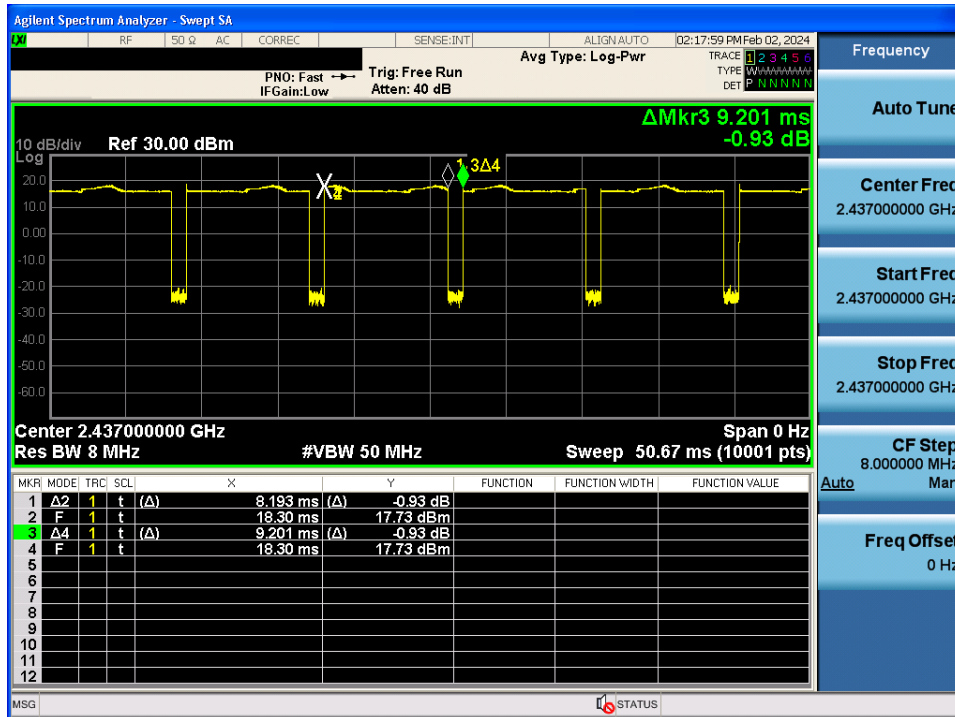 Agilent Spectrum Analyzer - Swept SA
LXI RF 50 Ω AC CORREC SENSE:INT ALIGN AUTO 02:17:59 PM Feb 02, 2024
Frequency
Avg Type: Log-Pwr TRACE 1 2 3 4 5 6
PNO: Fast Trig: Free Run TYPE WWWWWW
IFGain:Low Atten: 40 dB DET P N N N N N
Auto Tune
ΔMkr3 9.201 ms
-0.93 dB
10 dB/div Ref 30.00 dBm
Log
1 3Δ4
20.0
10.0
0.00
-10.0
-20.0
-30.0
-40.0
-50.0
-60.0
Center 2.437000000 GHz Span 0 Hz
Res BW 8 MHz #VBW 50 MHz Sweep 50.67 ms (10001 pts)
Center Freq
2.437000000 GHz
Start Freq
2.437000000 GHz
Stop Freq
2.437000000 GHz
CF Step
8.000000 MHz
Auto Man
Freq Offset
0 Hz
MKR MODE TRC SCL X Y FUNCTION FUNCTION WIDTH FUNCTION VALUE
1 Δ2 1 t (Δ) 8.193 ms (Δ) -0.93 dB
2 F 1 t 18.30 ms 17.73 dBm
3 Δ4 1 t (Δ) 9.201 ms (Δ) -0.93 dB
4 F 1 t 18.30 ms 17.73 dBm
5
6
7
8
9
10
11
12
MSG STATUS